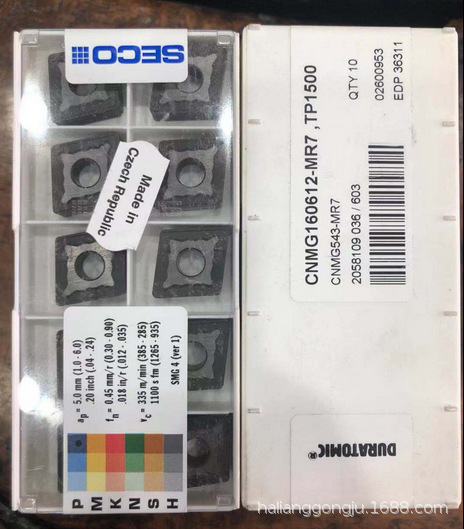 SECO
Made in
Czech Republic
aₚ = 5.0 mm (1.0 - 6.0)
.20 inch (.04 - .24)
fₙ = 0.45 mm/r (0.30 - 0.90)
.018 in/r (.012 - .035)
v꜀ = 335 m/min (385 - 285)
1100 s fm (1265 - 935)
SMG 4 (ver 1)
P
M
K
N
S
H
CNMG160612-MR7 ,TP1500
CNMG543-MR7
2058109 036 / 603
QTY 10
02600953
EDP 36311
DURATOMIC®
halianggongju.1688.com